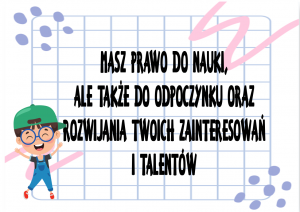 MASZ PRAWO DO NAUKI,
ALE TAKŻE DO ODPOCZYNKU ORAZ
ROZWIJANIA TWOICH ZAINTERESOWAŃ
I TALENTÓW